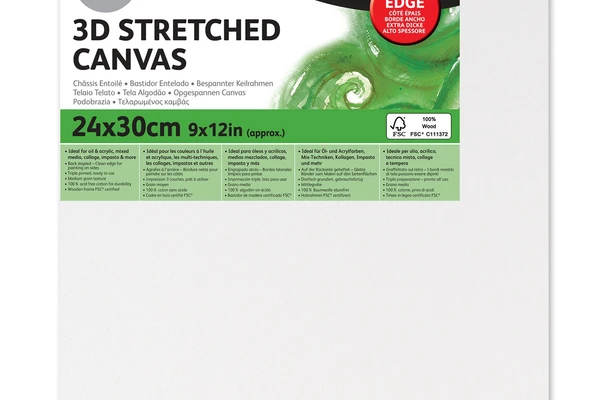 EDGE
CÔTÉ ÉPAIS
BORDE ANCHO
EXTRA DICKE
ALTO SPESSORE
3D STRETCHED
CANVAS
Châssis Entoilé • Bastidor Entelado • Bespannter Keilrahmen
Telaio Telato • Tela Algodão • Opgespannen Canvas
Podobrazia • Τελαρωμένος καμβάς
24x30cm 9x12in (approx.)
FSC
100%
Wood
FSC® C111372
• Ideal for oil & acrylic, mixed
media, collage, impasto & more
• Back stapled – Clean edge for
painting on sides
• Triple primed, ready to use
• Medium grain texture
• 100% acid free cotton for durability
• Wooden frame FSC® certified
• Idéal pour les couleurs à l'huile
et acrylique, les multi-techniques,
les collages, impastos et autres
• Agrafes à l'arrière – Bordure nette pour
peindre sur les côtés
• Impression 3 couches, prêt à utiliser
• Grain moyen
• 100% coton sans acide
• Cadre en bois certifié FSC®
• Ideal para óleos y acrílicos,
medios mezclados, collage,
impasto y más
• Engrapado atrás – Bordes laterales
limpios para pintar
• Imprimación triple, listo para uso
• Grano medio
• 100% algodón sin ácido
• Bastidor de madera certificado FSC®
• Ideal für Öl- und Acrylfarben,
Mix-Techniken, Kollagen, Impasto
und mehr
• Auf der Rückseite geheftet – Glatte
Ränder zum Malen auf den Seitenflächen
• Dreifach grundiert, gebrauchsfertig
• Mittelgrobe
• 100% Baumwolle säurefrei
• Holzrahmen FSC® zertifiziert
• Ideale per olio, acrilico,
tecnica mista, collage
e tempera
• Graffettato sul retro – I bordi rivestiti
di tela possono essere dipinti
• Tripla preparazione – pronto all'uso
• Grana media
• 100% cotone, privo di acidi
• Telaio in legno certificato FSC®